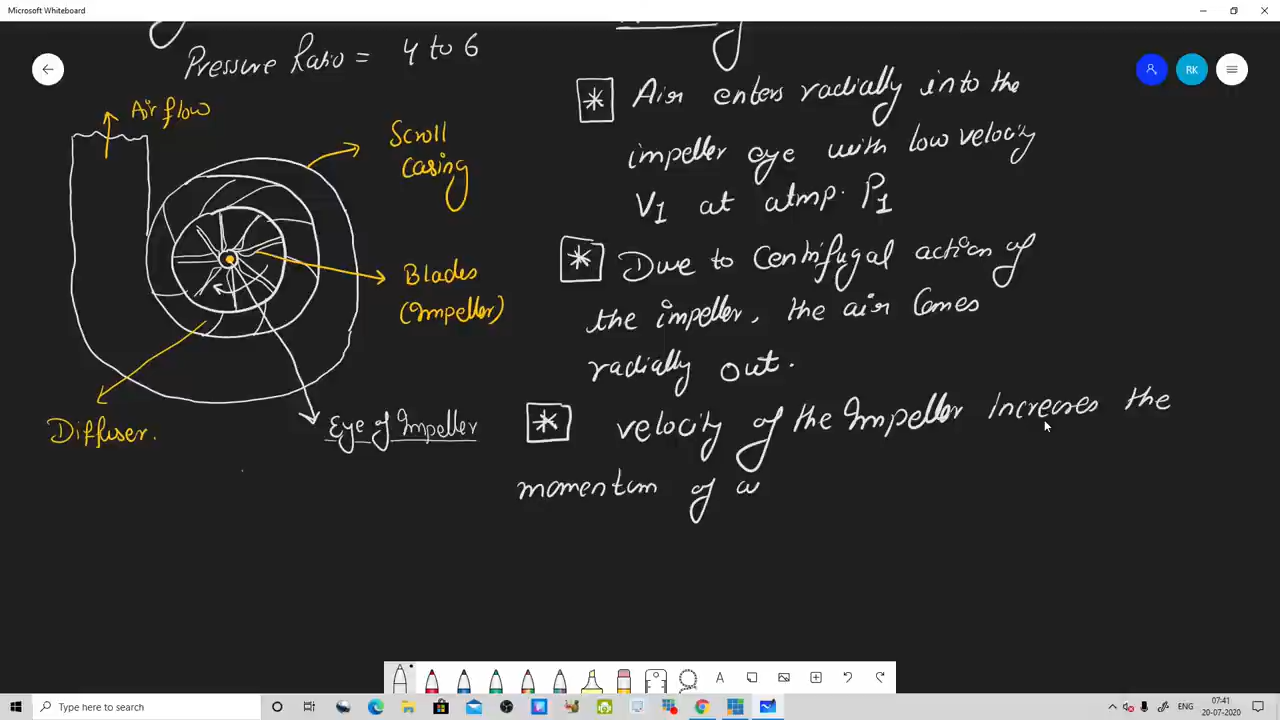 Microsoft Whiteboard
Pressure Ratio = 4 to 6
Air flow
Scroll
Casing
Blades
(Impeller)
Diffuser.
Eye of Impeller
RK
* Air enters radially into the
impeller eye with low velocity
V1 at atmp. P1
* Due to Centrifugal action of
the impeller, the air Comes
radially out.
* velocity of the Impeller Increases the
momentum of
Type here to search
ENG
07:41
20-07-2020